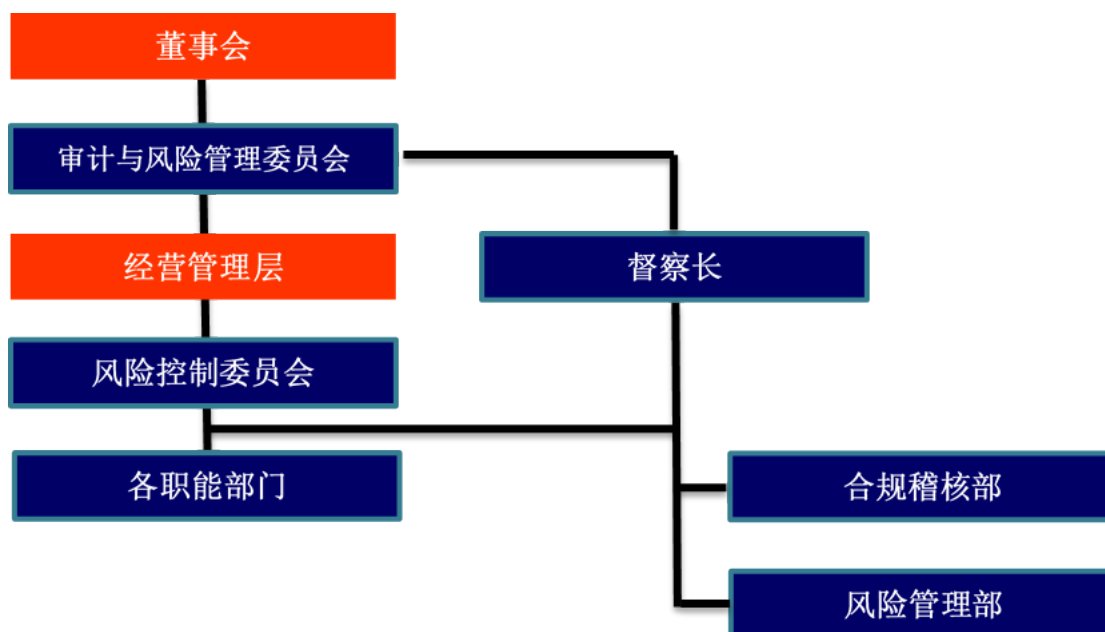 董事会
审计与风险管理委员会
经营管理层
督察长
风险控制委员会
各职能部门
合规稽核部
风险管理部